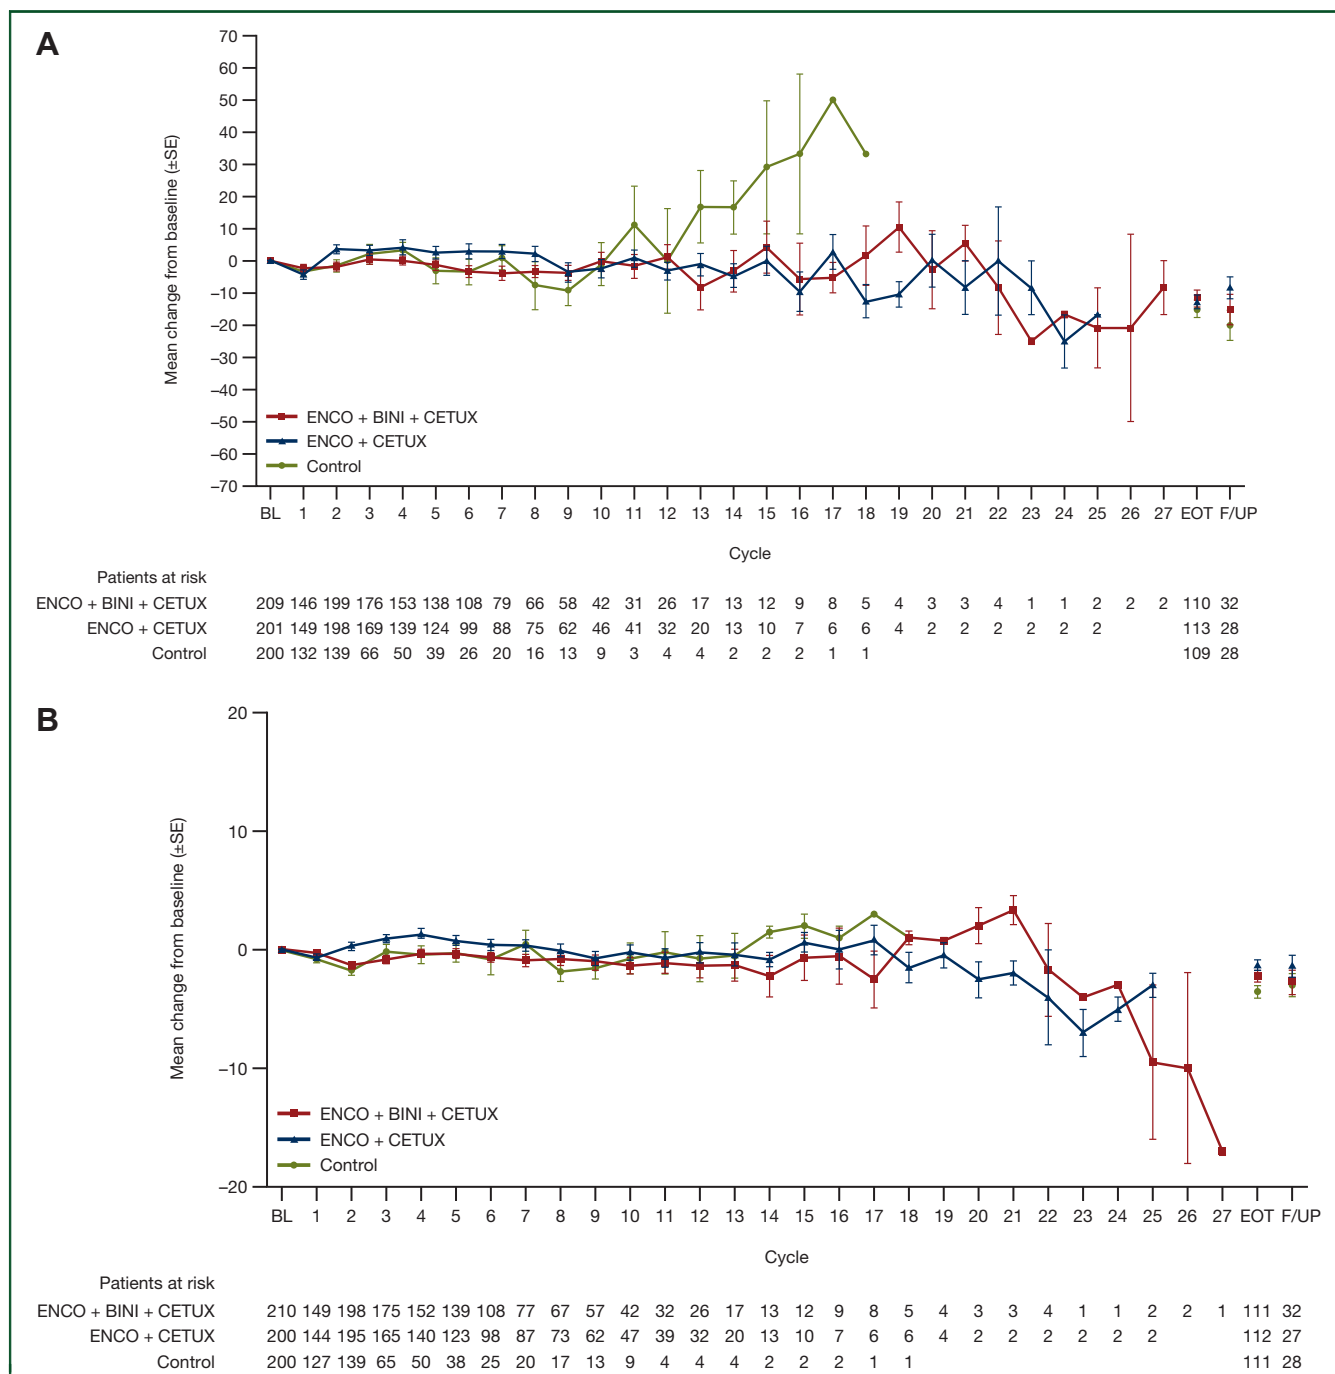 A
70
60
50
40
30
20
10
0
–10
–20
–30
–40
–50
–60
–70
Mean change from baseline (±SE)
ENCO + BINI + CETUX
ENCO + CETUX
Control
BL 1 2 3 4 5 6 7 8 9 10 11 12 13 14 15 16 17 18 19 20 21 22 23 24 25 26 27 EOT F/UP
Cycle
Patients at risk
ENCO + BINI + CETUX 209 146 199 176 153 138 108 79 66 58 42 31 26 17 13 12 9 8 5 4 3 3 4 1 1 2 2 2 110 32
ENCO + CETUX 201 149 198 169 139 124 99 88 75 62 46 41 32 20 13 10 7 6 6 4 2 2 2 2 2 2 113 28
Control 200 132 139 66 50 39 26 20 16 13 9 3 4 4 2 2 2 1 1 109 28
B
20
10
0
–10
–20
Mean change from baseline (±SE)
ENCO + BINI + CETUX
ENCO + CETUX
Control
BL 1 2 3 4 5 6 7 8 9 10 11 12 13 14 15 16 17 18 19 20 21 22 23 24 25 26 27 EOT F/UP
Cycle
Patients at risk
ENCO + BINI + CETUX 210 149 198 175 152 139 108 77 67 57 42 32 26 17 13 12 9 8 5 4 3 3 4 1 1 2 2 1 111 32
ENCO + CETUX 200 144 195 165 140 123 98 87 73 62 47 39 32 20 13 10 7 6 6 4 2 2 2 2 2 2 112 27
Control 200 127 139 65 50 38 25 20 17 13 9 4 4 4 2 2 2 1 1 111 28